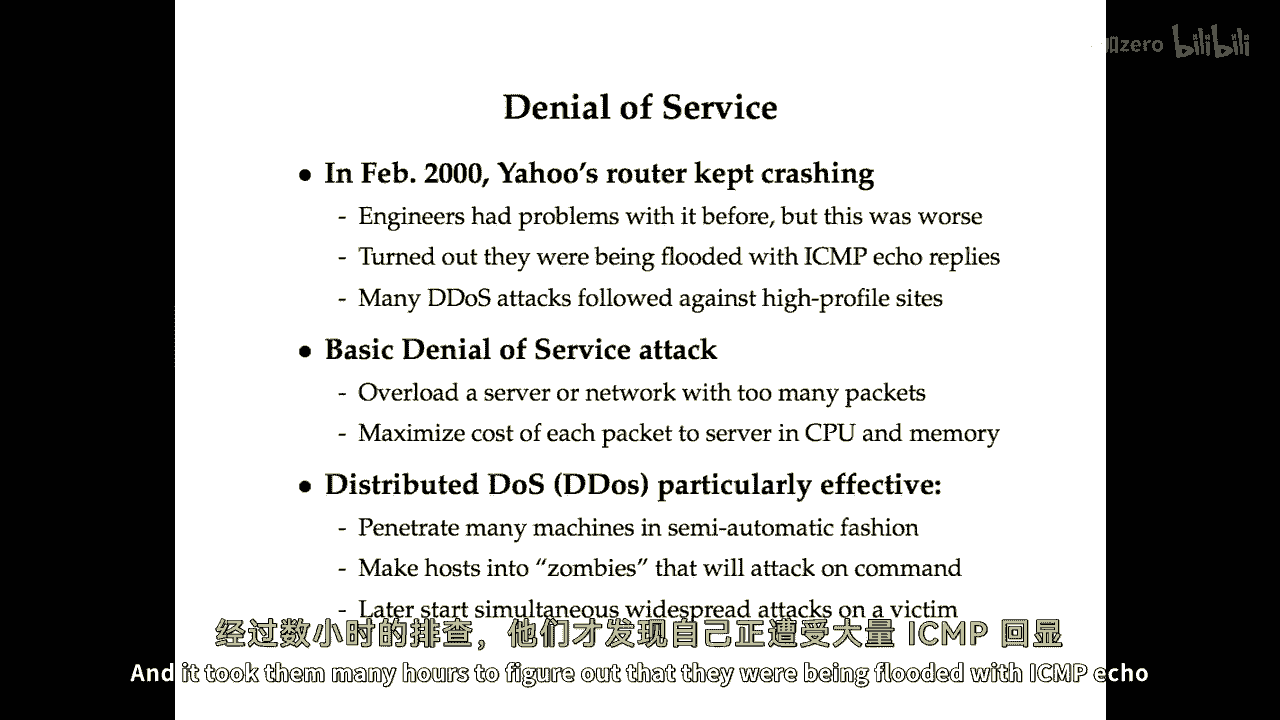 zero bilibili
Denial of Service
• In Feb. 2000, Yahoo's router kept crashing
- Engineers had problems with it before, but this was worse
- Turned out they were being flooded with ICMP echo replies
- Many DDoS attacks followed against high-profile sites
• Basic Denial of Service attack
- Overload a server or network with too many packets
- Maximize cost of each packet to server in CPU and memory
• Distributed DoS (DDos) particularly effective:
- Penetrate many machines in semi-automatic fashion
- Make hosts into “zombies” that will attack on command
- Later start simultaneous widespread attacks on a victim
经过数小时的排查，他们才发现自己正遭受大量 ICMP 回显
And it took them many hours to figure out that they were being flooded with ICMP echo